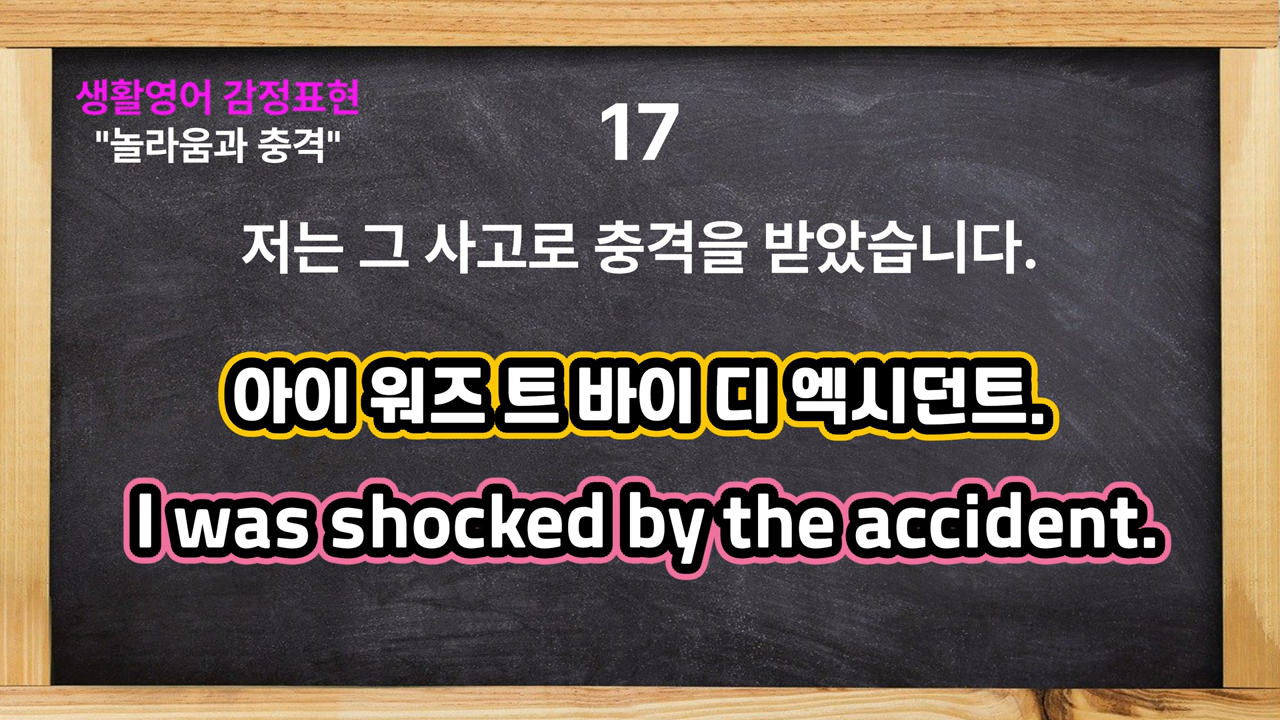 생활영어 감정표현
"놀라움과 충격"
17
저는 그 사고로 충격을 받았습니다.
아이 워즈 트 바이 디 엑시던트.
I was shocked by the accident.